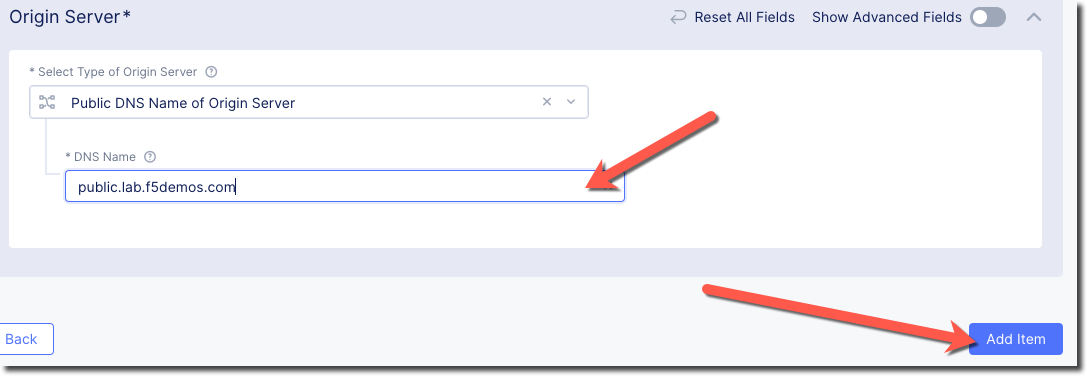 Origin Server*
Reset All Fields
Show Advanced Fields
* Select Type of Origin Server
Public DNS Name of Origin Server
* DNS Name
public.lab.f5demos.com
Back
Add Item